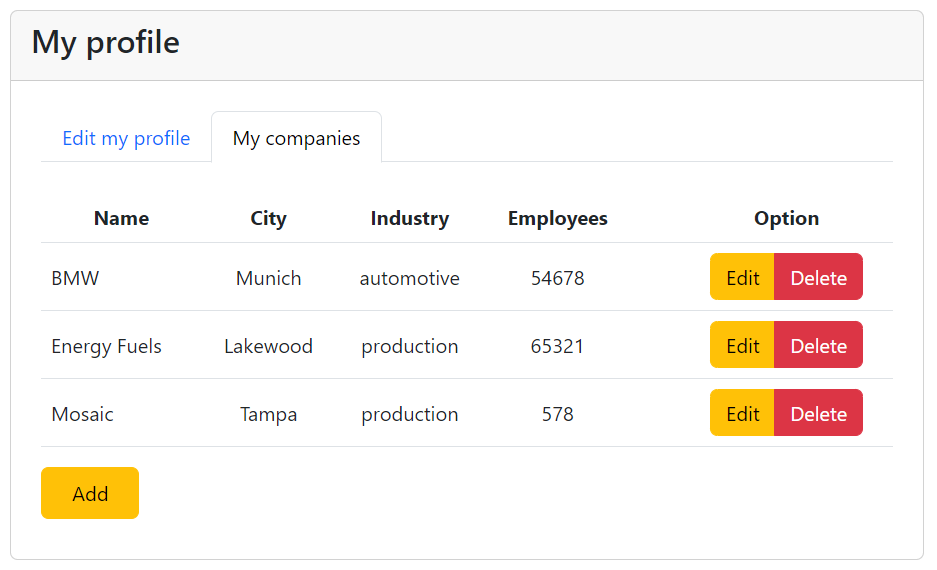 My profile
Edit my profile My companies
Name City Industry Employees Option
BMW Munich automotive 54678 Edit Delete
Energy Fuels Lakewood production 65321 Edit Delete
Mosaic Tampa production 578 Edit Delete
Add